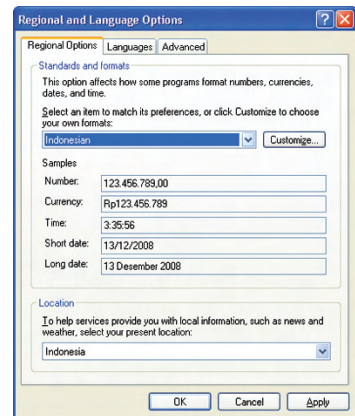 Regional and Language Options
Regional Options Languages Advanced
Standards and formats
This option affects how some programs format numbers, currencies,
dates, and time.
Select an item to match its preferences, or click Customize to choose
your own formats:
Indonesian Customize...
Samples
Number: 123.456.789,00
Currency: Rp123.456.789
Time: 3:35:56
Short date: 13/12/2008
Long date: 13 Desember 2008
Location
To help services provide you with local information, such as news and
weather, select your present location:
Indonesia
OK Cancel Apply